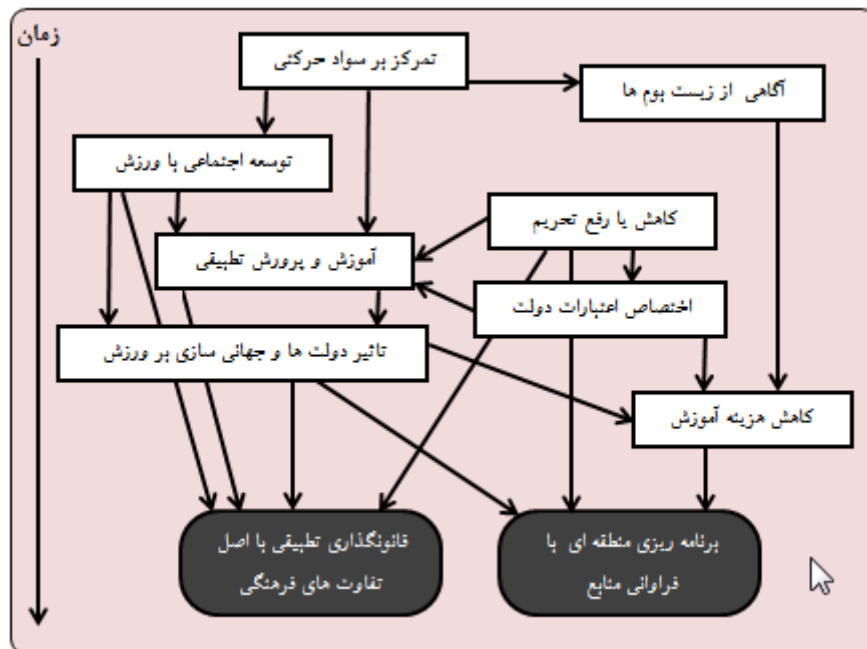 زمان
تمرکز بر سواد حرکتی
آگاهی از زیست بوم ها
توسعه اجتماعی با ورزش
کاهش یا رفع تحریم
آموزش و پرورش تطبیقی
اختصاص اعتبارات دولت
تاثیر دولت ها و جهانی سازی بر ورزش
کاهش هزینه آموزش
قانونگذاری تطبیقی با اصل
تفاوت های فرهنگی
برنامه ریزی منطقه ای با
فراوانی منابع